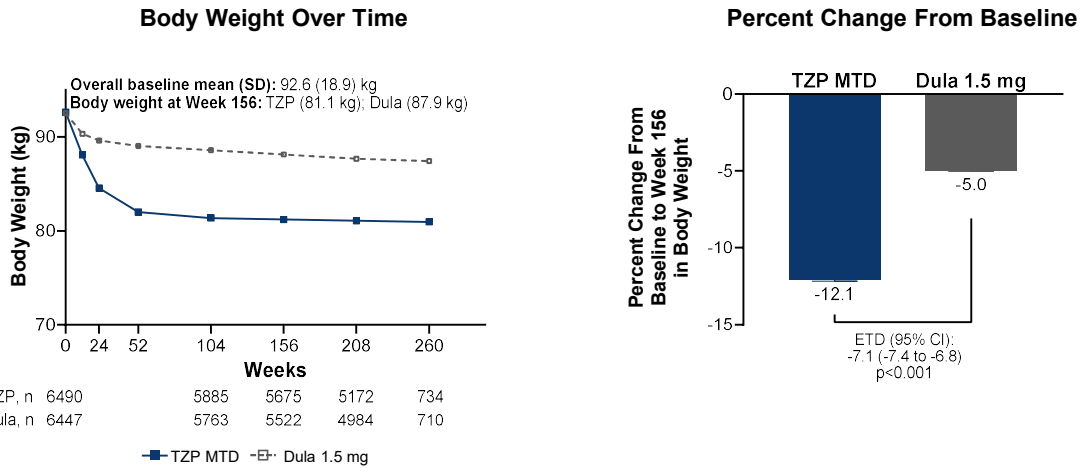 Body Weight Over Time
Overall baseline mean (SD): 92.6 (18.9) kg
Body weight at Week 156: TZP (81.1 kg); Dula (87.9 kg)
Body Weight (kg)
90
80
70
0 24 52 104 156 208 260
Weeks
ZP, n 6490 5885 5675 5172 734
ula, n 6447 5763 5522 4984 710
TZP MTD Dula 1.5 mg
Percent Change From Baseline
TZP MTD Dula 1.5 mg
Percent Change From
Baseline to Week 156
in Body Weight
0
-5
-10
-15
-5.0
-12.1
ETD (95% CI):
-7.1 (-7.4 to -6.8)
p<0.001